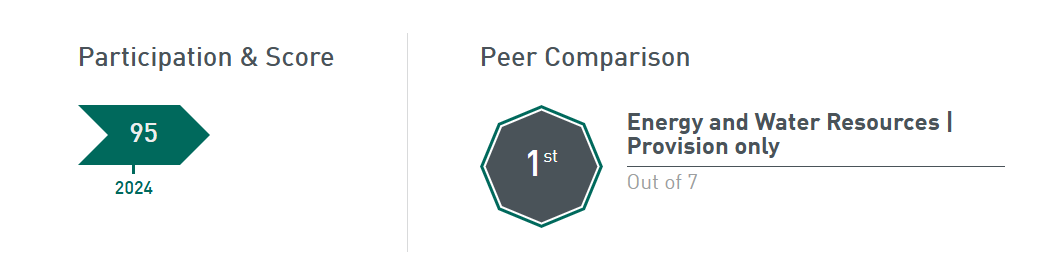 Participation & Score
95
2024
Peer Comparison
1st
Energy and Water Resources |
Provision only
Out of 7